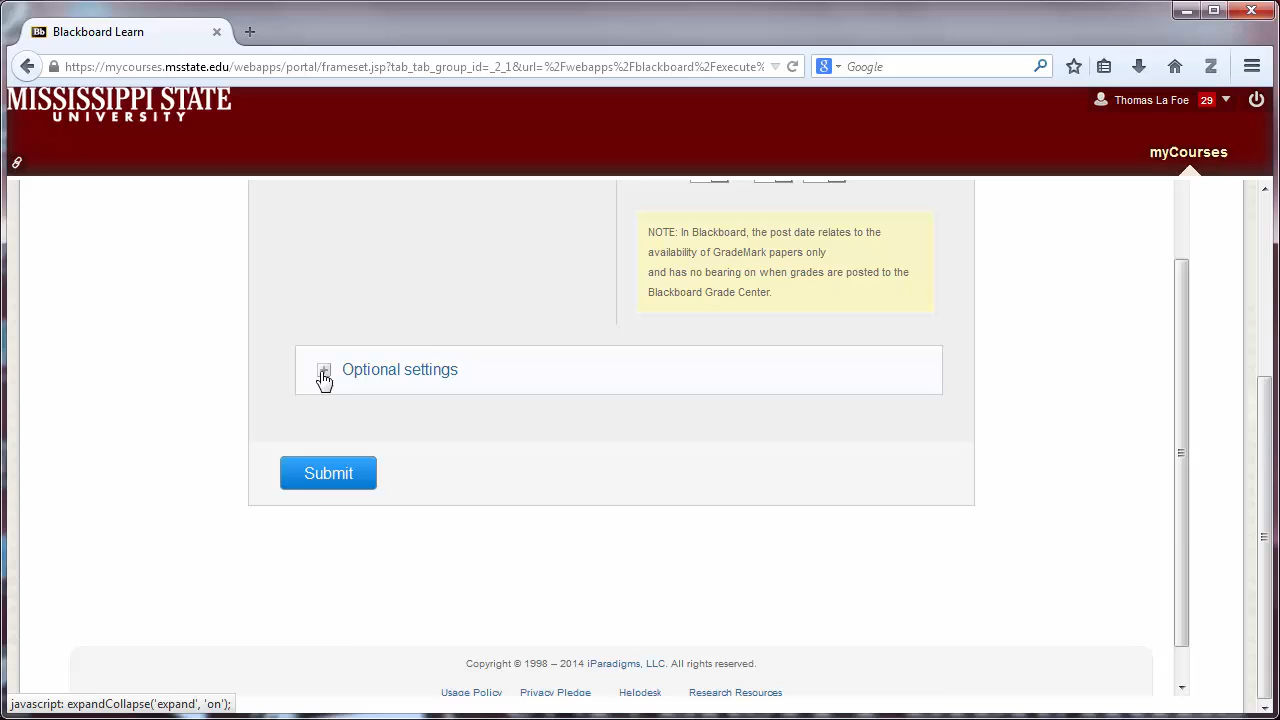 Blackboard Learn
https://mycourses.msstate.edu/webapps/portal/frameset.jsp?tab_tab_group_id=_2_1&url=%2Fwebapps%2Fblackboard%2Fexecute%
Google
MISSISSIPPI STATE
UNIVERSITY
Thomas La Foe 29
myCourses
NOTE: In Blackboard, the post date relates to the
availability of GradeMark papers only
and has no bearing on when grades are posted to the
Blackboard Grade Center.
Optional settings
Submit
Copyright © 1998 – 2014 iParadigms, LLC. All rights reserved.
Usage Policy Privacy Pledge Helpdesk Research Resources
javascript: expandCollapse('expand', 'on');